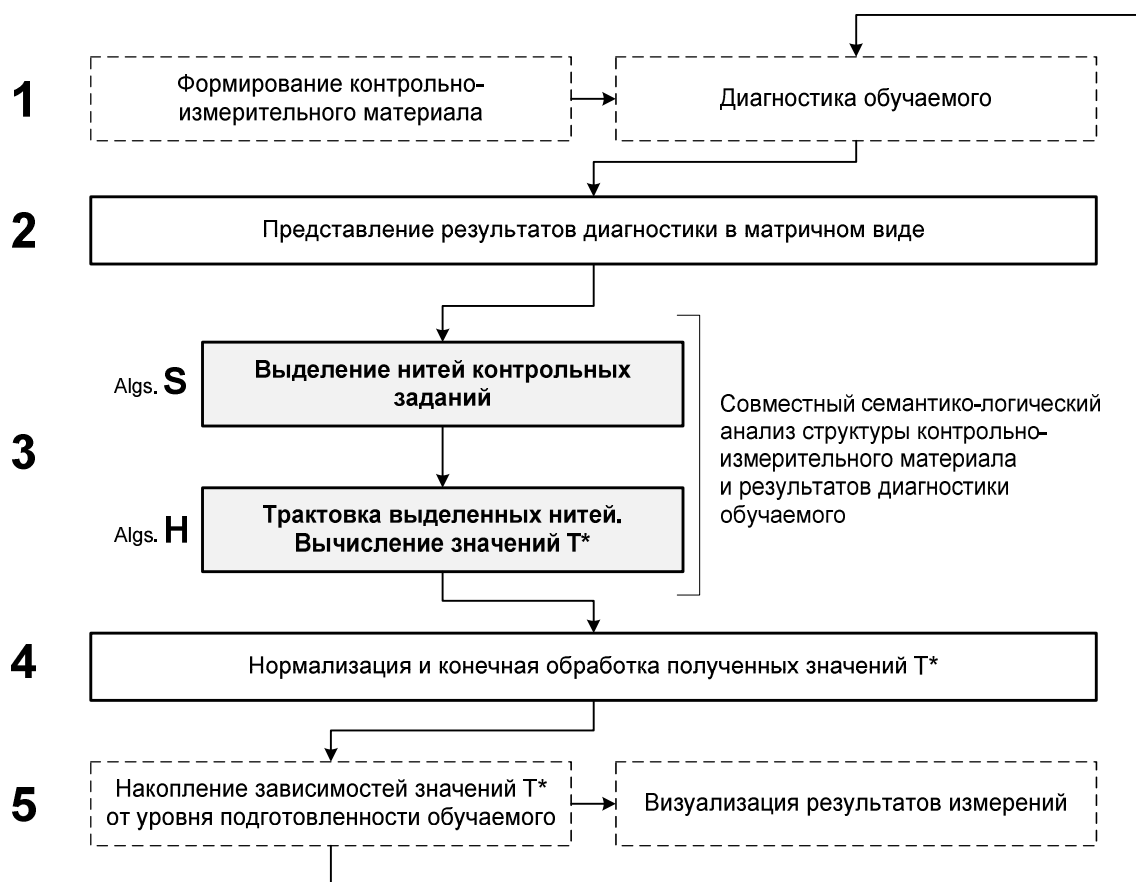 1
Формирование контрольно-
измерительного материала
Диагностика обучаемого
2
Представление результатов диагностики в матричном виде
3
Algs. S
Выделение нитей контрольных
заданий
Algs. H
Трактовка выделенных нитей.
Вычисление значений T*
Совместный семантико-логический
анализ структуры контрольно-
измерительного материала
и результатов диагностики
обучаемого
4
Нормализация и конечная обработка полученных значений T*
5
Накопление зависимостей значений T*
от уровня подготовленности обучаемого
Визуализация результатов измерений